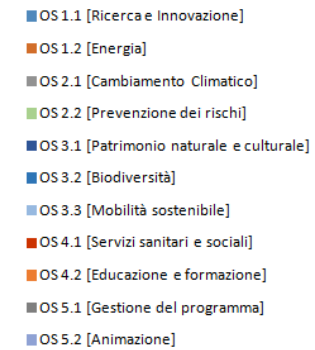 OS 1.1 [Ricerca e Innovazione]
OS 1.2 [Energia]
OS 2.1 [Cambiamento Climatico]
OS 2.2 [Prevenzione dei rischi]
OS 3.1 [Patrimonio naturale e culturale]
OS 3.2 [Biodiversità]
OS 3.3 [Mobilità sostenibile]
OS 4.1 [Servizi sanitari e sociali]
OS 4.2 [Educazione e formazione]
OS 5.1 [Gestione del programma]
OS 5.2 [Animazione]